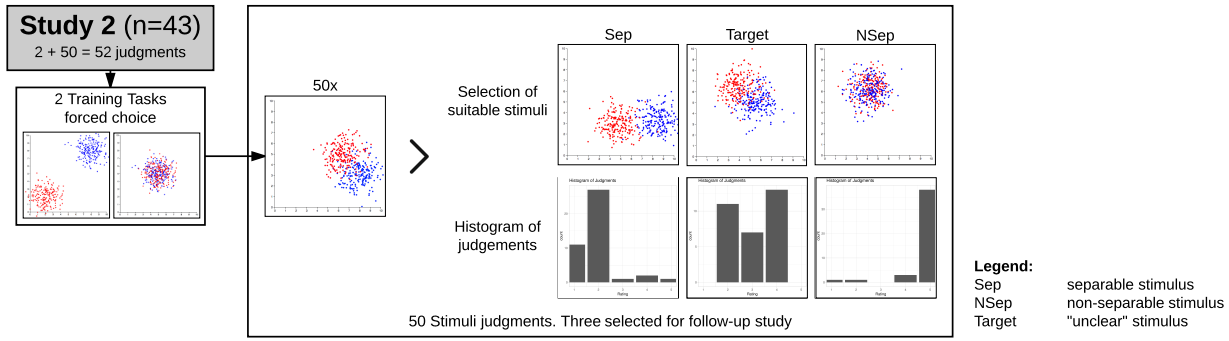 Study 2 (n=43)
2 + 50 = 52 judgments
2 Training Tasks
forced choice
50x
Selection of
suitable stimuli
Sep
Target
NSep
Histogram of
judgements
Histogram of Judgments
Histogram of Judgments
Histogram of Judgments
Rating
Rating
Rating
50 Stimuli judgments. Three selected for follow-up study
Legend:
Sep separable stimulus
NSep non-separable stimulus
Target "unclear" stimulus